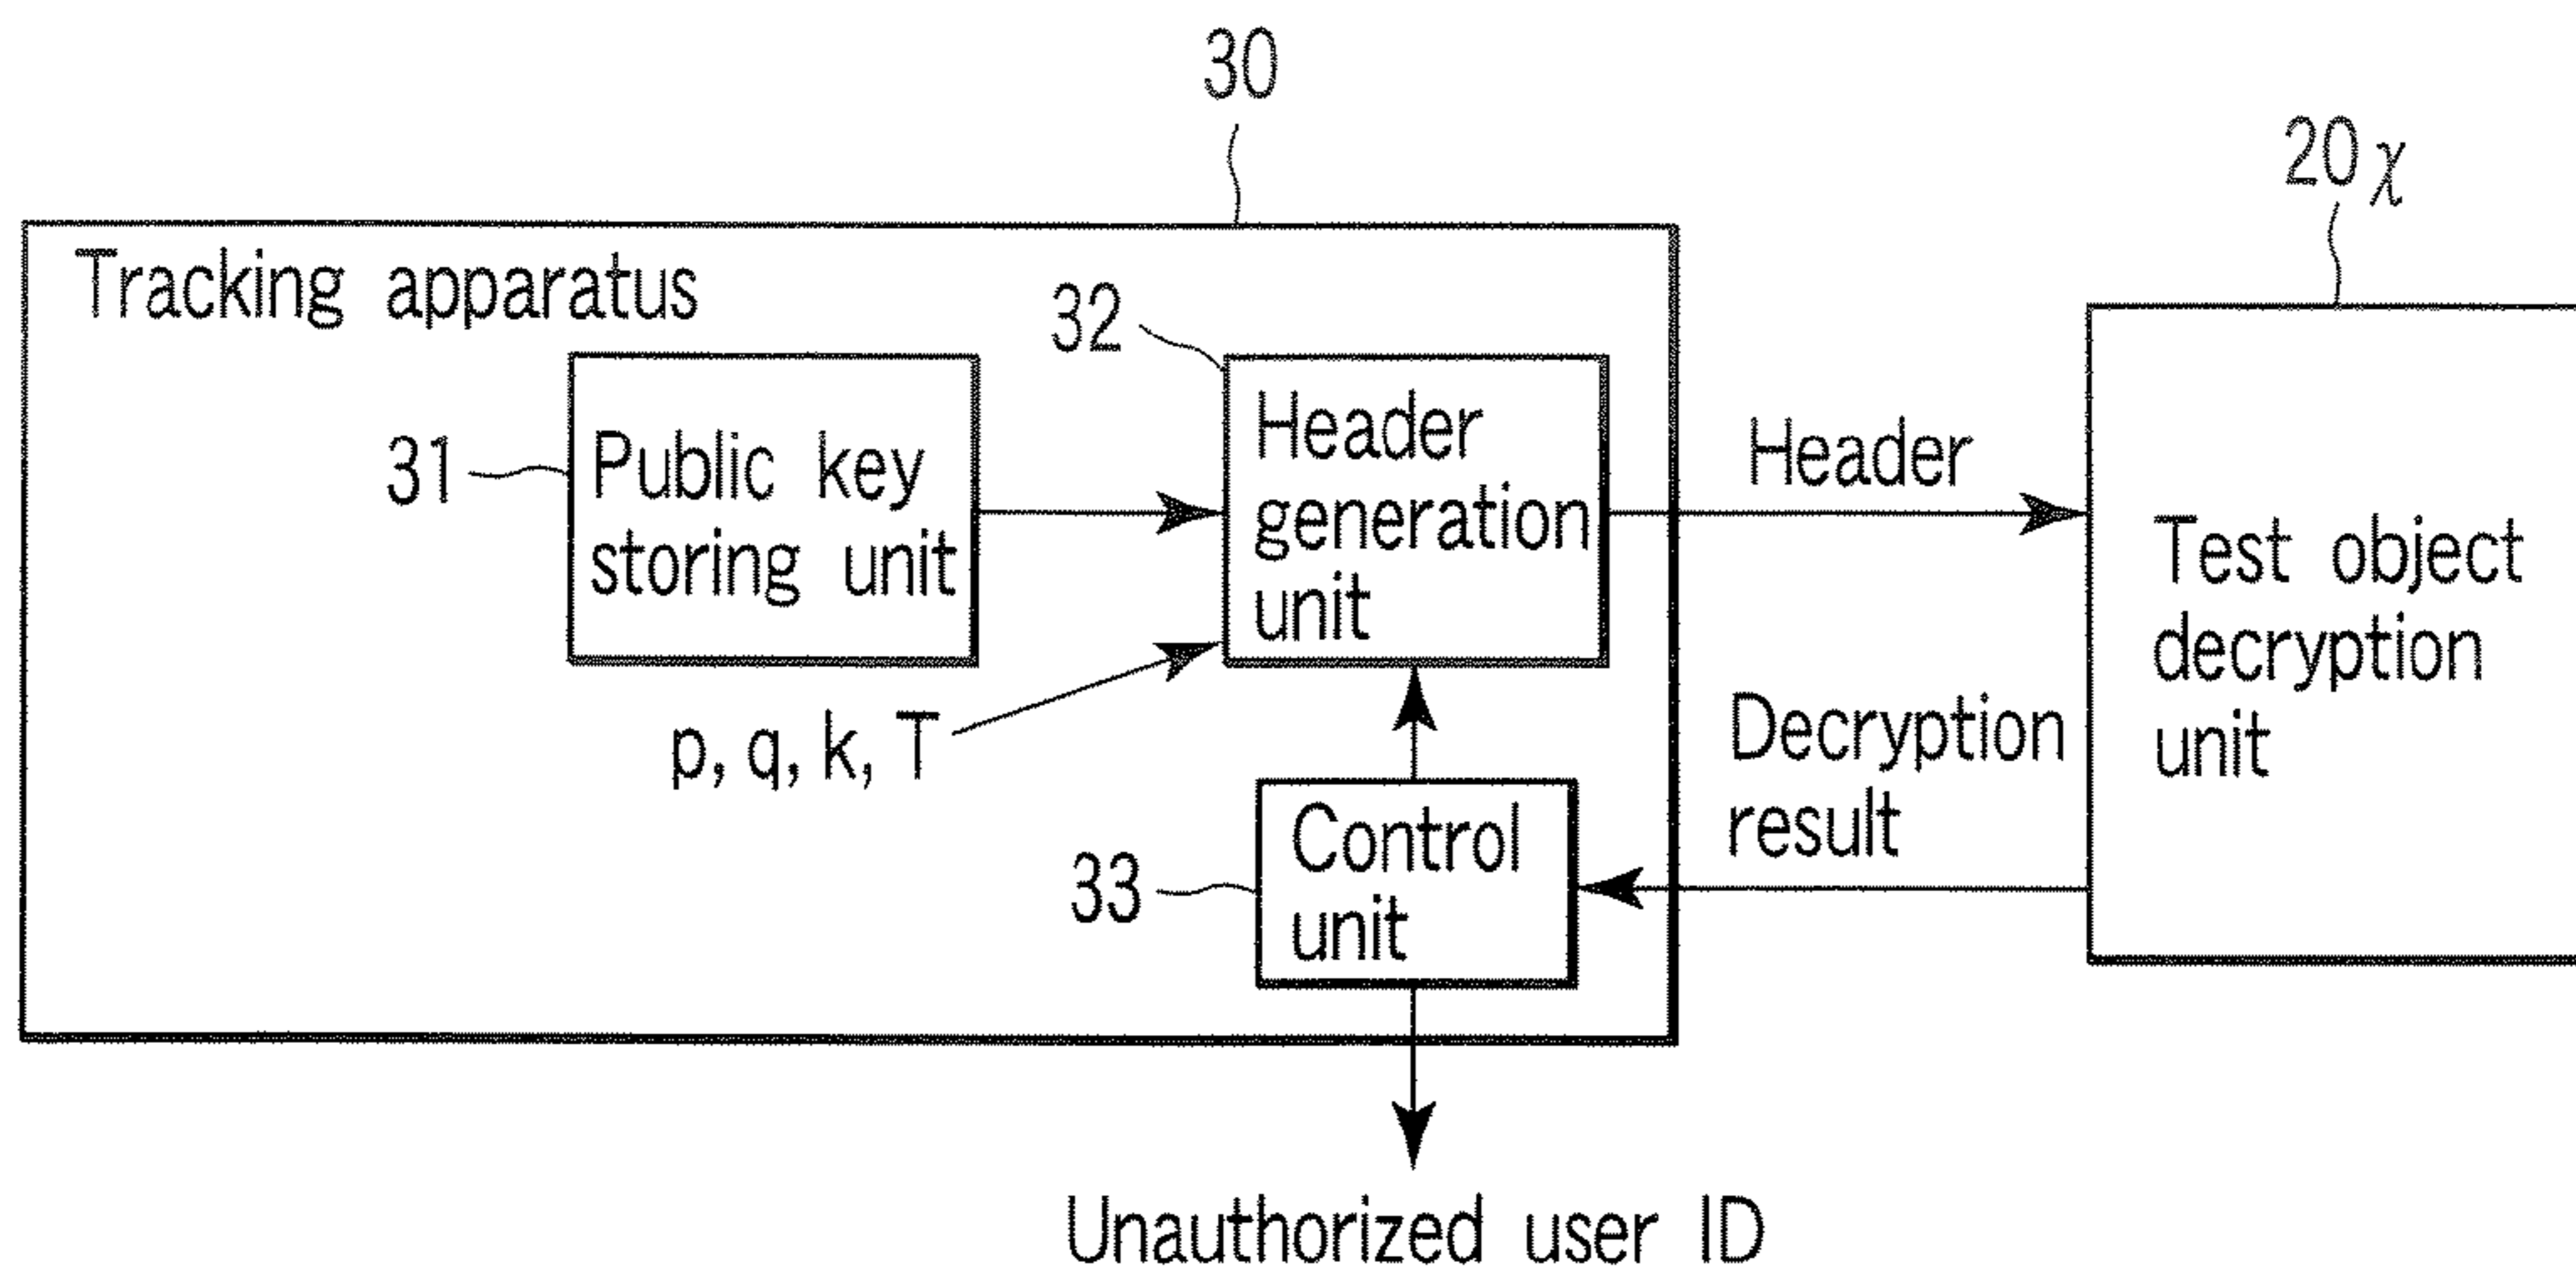 30
20χ
Tracking apparatus
32
31
Public key
storing unit
Header
generation
unit
Header
Test object
decryption
unit
p, q, k, T
Decryption
result
33
Control
unit
Unauthorized user ID